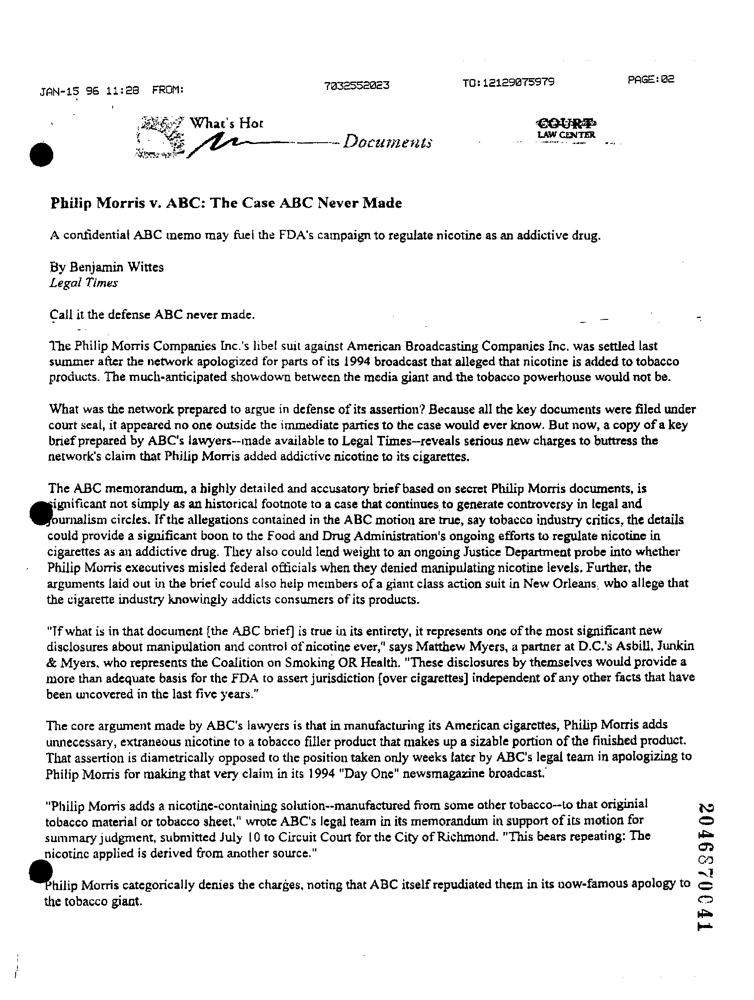 JAN-15 96 11:28 FROM: 7032552023 TO:12129075979 PAGE:02
What's Hot
Documents
COURT
LAW CENTER
Philip Morris v. ABC: The Case ABC Never Made
A confidential ABC memo may fuel the FDA's campaign to regulate nicotine as an addictive drug.
By Benjamin Wittes
Legal Times
Call it the defense ABC never made.
The Philip Morris Companies Inc.'s libel suit against American Broadcasting Companies Inc. was settled last
summer after the network apologized for parts of its 1994 broadcast that alleged that nicotine is added to tobacco
products. The much-anticipated showdown between the media giant and the tobacco powerhouse would not be.
What was the network prepared to argue in defense of its assertion? Because all the key documents were filed under
court seal, it appeared no one outside the immediate parties to the case would ever know. But now, a copy of a key
brief prepared by ABC's lawyers--made available to Legal Times--reveals serious new charges to buttress the
network's claim that Philip Morris added addictive nicotine to its cigarettes.
The ABC memorandum, a highly detailed and accusatory brief based on secret Philip Morris documents, is
significant not simply as an historical footnote to a case that continues to generate controversy in legal and
journalism circles. If the allegations contained in the ABC motion are true, say tobacco industry critics, the details
could provide a significant boon to the Food and Drug Administration's ongoing efforts to regulate nicotine in
cigarettes as an addictive drug. They also could lend weight to an ongoing Justice Department probe into whether
Philip Morris executives misled federal officials when they denied manipulating nicotine levels. Further, the
arguments laid out in the brief could also help members of a giant class action suit in New Orleans, who allege that
the cigarette industry knowingly addicts consumers of its products.
"If what is in that document [the ABC brief] is true in its entirety, it represents one of the most significant new
disclosures about manipulation and control of nicotine ever," says Matthew Myers, a partner at D.C.'s Asbill, Junkin
& Myers, who represents the Coalition on Smoking OR Health. "These disclosures by themselves would provide a
more than adequate basis for the FDA to assert jurisdiction [over cigarettes] independent of any other facts that have
been uncovered in the last five years."
The core argument made by ABC's lawyers is that in manufacturing its American cigarettes, Philip Morris adds
unnecessary, extraneous nicotine to a tobacco filler product that makes up a sizable portion of the finished product.
That assertion is diametrically opposed to the position taken only weeks later by ABC's legal team in apologizing to
Philip Morris for making that very claim in its 1994 "Day One" newsmagazine broadcast.
"Philip Morris adds a nicotine-containing solution--manufactured from some other tobacco--to that originial
tobacco material or tobacco sheet," wrote ABC's legal team in its memorandum in support of its motion for
summary judgment, submitted July 10 to Circuit Court for the City of Richmond. "This bears repeating: The
nicotine applied is derived from another source."
Philip Morris categorically denies the charges, noting that ABC itself repudiated them in its now-famous apology to
the tobacco giant.
2046870041